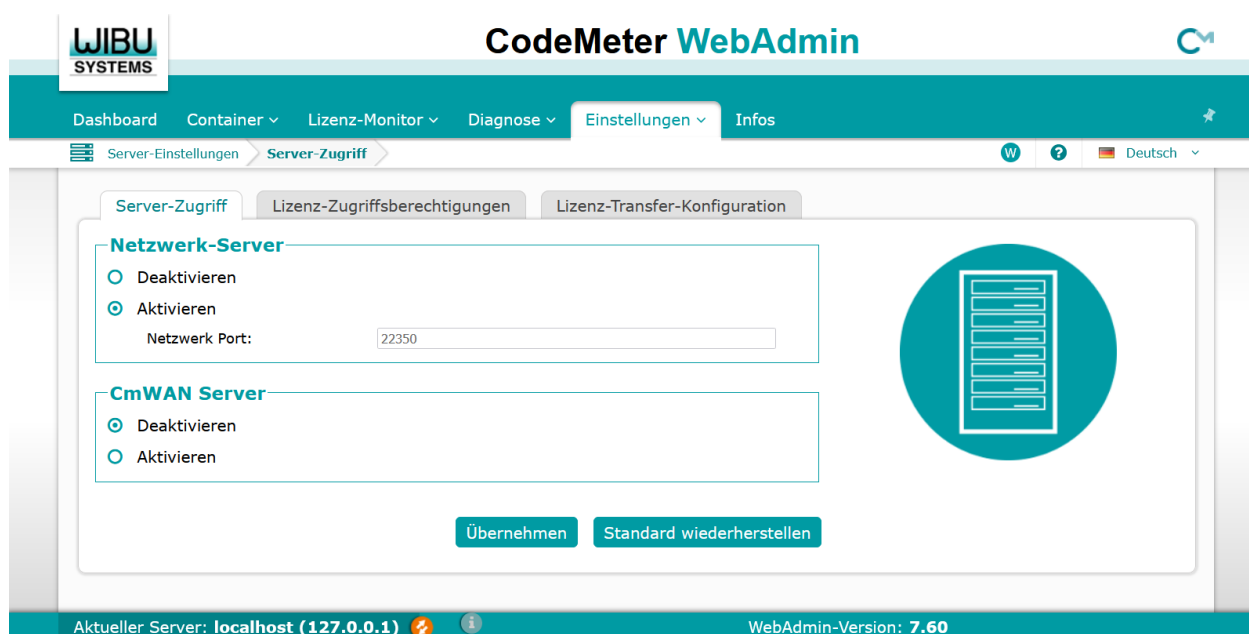 WIBU
SYSTEMS
CodeMeter WebAdmin
Dashboard Container Lizenz-Monitor Diagnose Einstellungen Infos
Server-Einstellungen Server-Zugriff W ? Deutsch
Server-Zugriff Lizenz-Zugriffsberechtigungen Lizenz-Transfer-Konfiguration
Netzwerk-Server
Deaktivieren
Aktivieren
Netzwerk Port: 22350
CmWAN Server
Deaktivieren
Aktivieren
Übernehmen Standard wiederherstellen
Aktueller Server: localhost (127.0.0.1) i WebAdmin-Version: 7.60